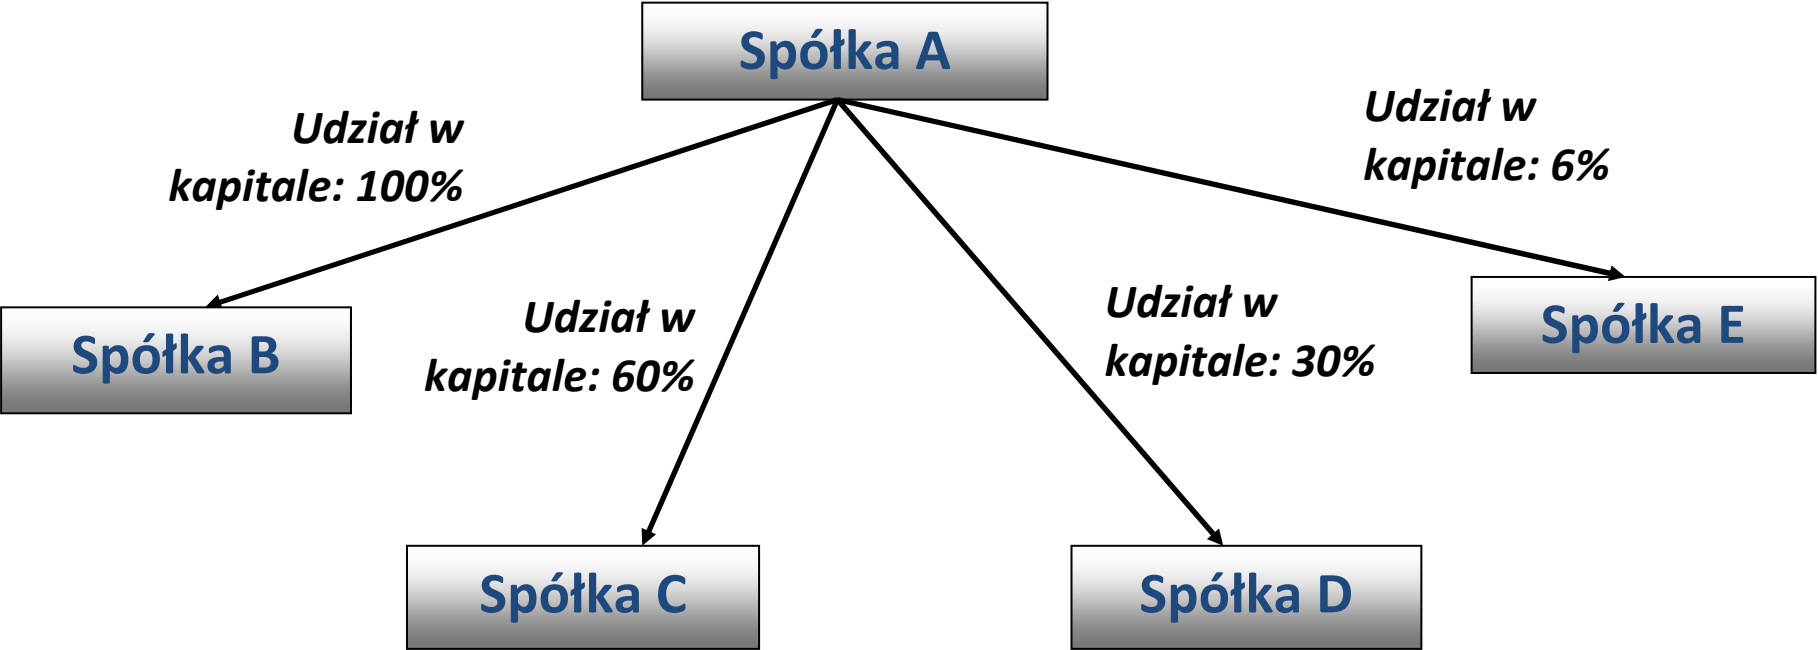 Spółka A
Udział w
kapitale: 100%
Udział w
kapitale: 6%
Udział w
kapitale: 60%
Udział w
kapitale: 30%
Spółka B
Spółka E
Spółka C
Spółka D